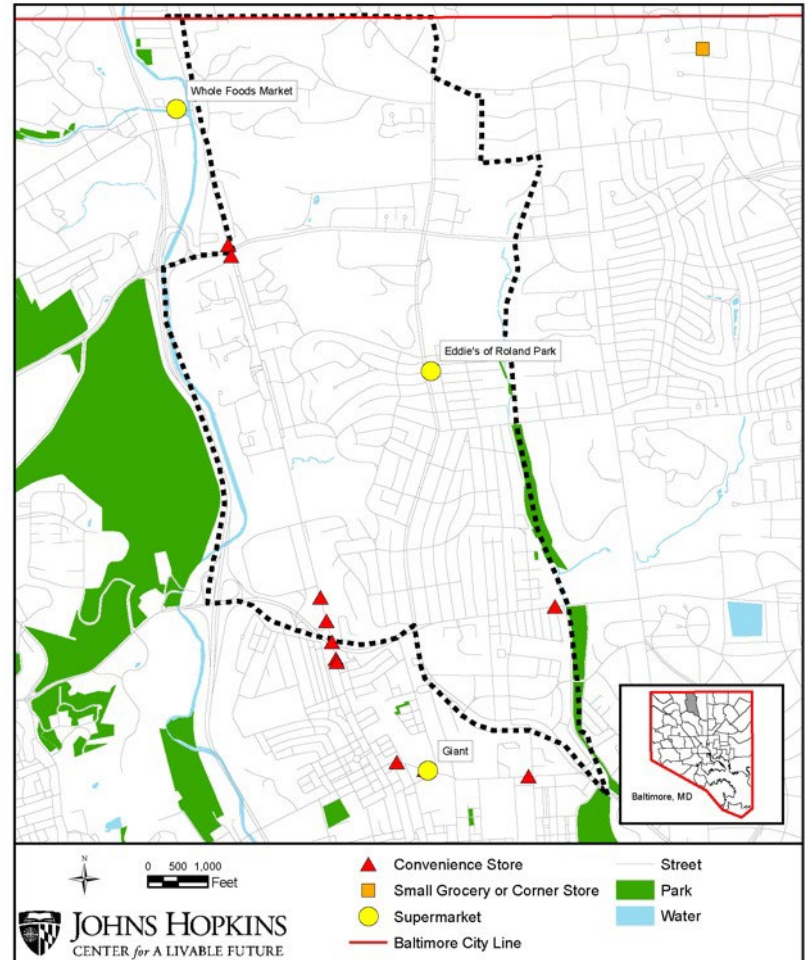 Whole Foods Market
Eddie's of Roland Park
Giant
Baltimore, MD
N
0 500 1,000
Feet
JOHNS HOPKINS
CENTER for A LIVABLE FUTURE
Convenience Store
Small Grocery or Corner Store
Supermarket
Baltimore City Line
Street
Park
Water